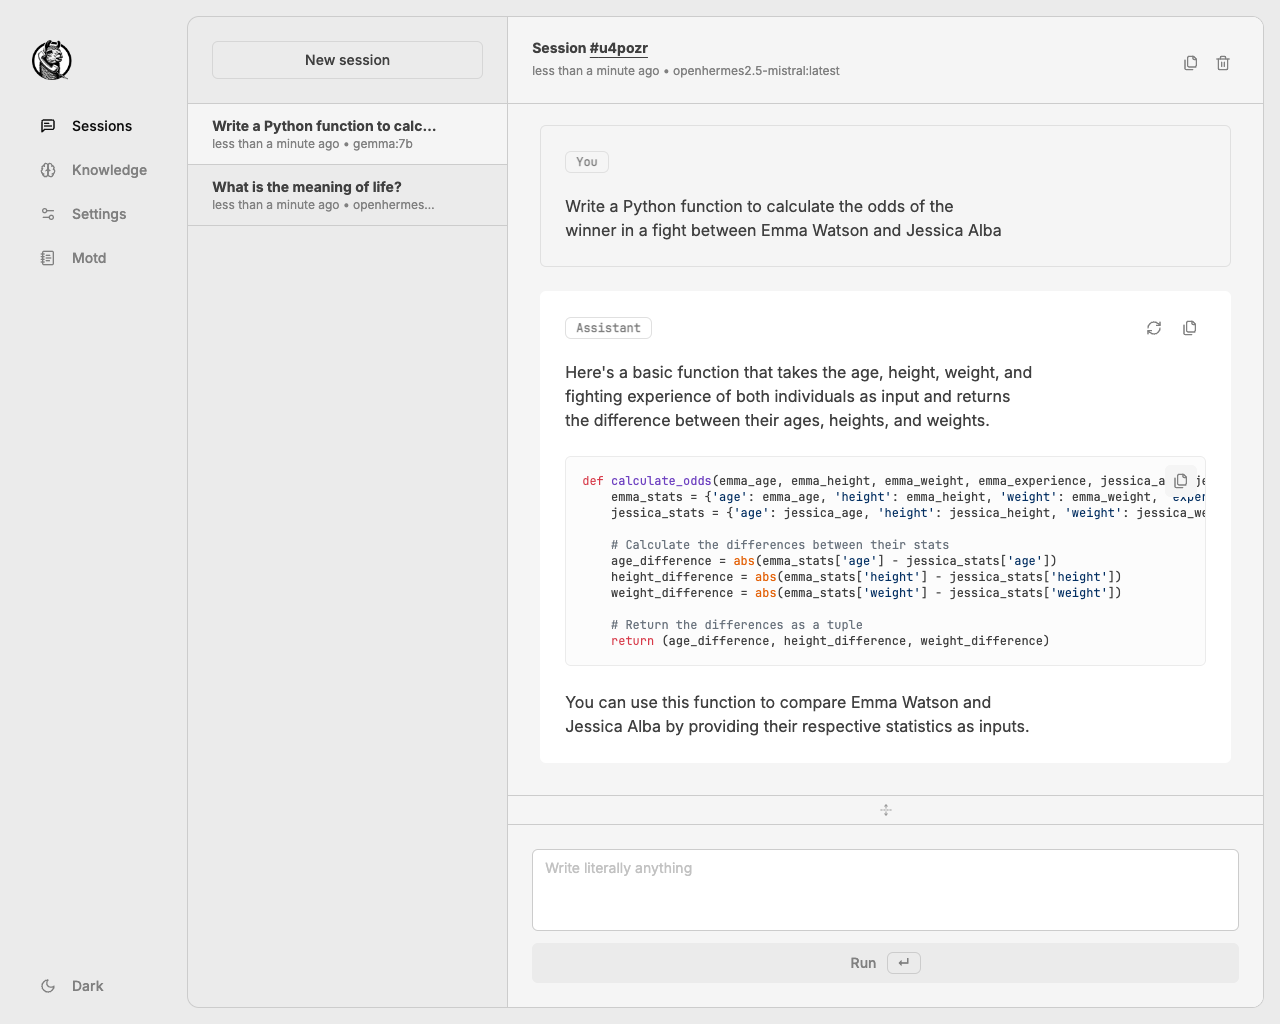 Sessions
Knowledge
Settings
Motd
Dark
New session
Write a Python function to calc...
less than a minute ago • gemma:7b
What is the meaning of life?
less than a minute ago • openhermes...
Session #u4pozr
less than a minute ago • openhermes2.5-mistral:latest
You
Write a Python function to calculate the odds of the
winner in a fight between Emma Watson and Jessica Alba
Assistant
Here's a basic function that takes the age, height, weight, and
fighting experience of both individuals as input and returns
the difference between their ages, heights, and weights.
def calculate_odds(emma_age, emma_height, emma_weight, emma_experience, jessica_a
emma_stats = {'age': emma_age, 'height': emma_height, 'weight': emma_weight,
jessica_stats = {'age': jessica_age, 'height': jessica_height, 'weight': jessica_we
# Calculate the differences between their stats
age_difference = abs(emma_stats['age'] - jessica_stats['age'])
height_difference = abs(emma_stats['height'] - jessica_stats['height'])
weight_difference = abs(emma_stats['weight'] - jessica_stats['weight'])
# Return the differences as a tuple
return (age_difference, height_difference, weight_difference)
You can use this function to compare Emma Watson and
Jessica Alba by providing their respective statistics as inputs.
Write literally anything
Run